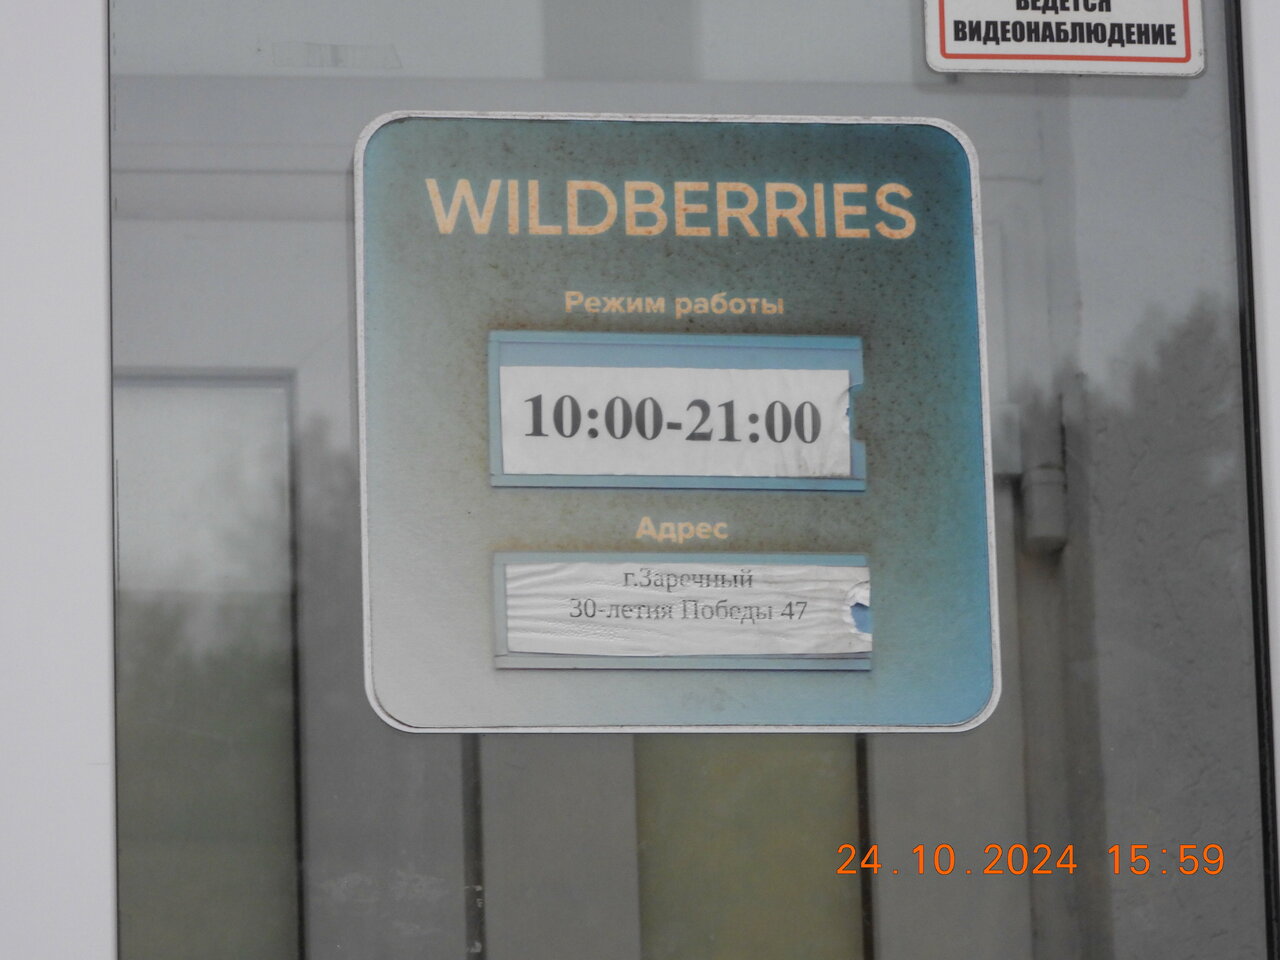 ВЕДЕТСЯ
ВИДЕОНАБЛЮДЕНИЕ
WILDBERRIES
Режим работы
10:00-21:00
Адрес
г.Заречный
30-летия Победы 47
24.10.2024 15:59